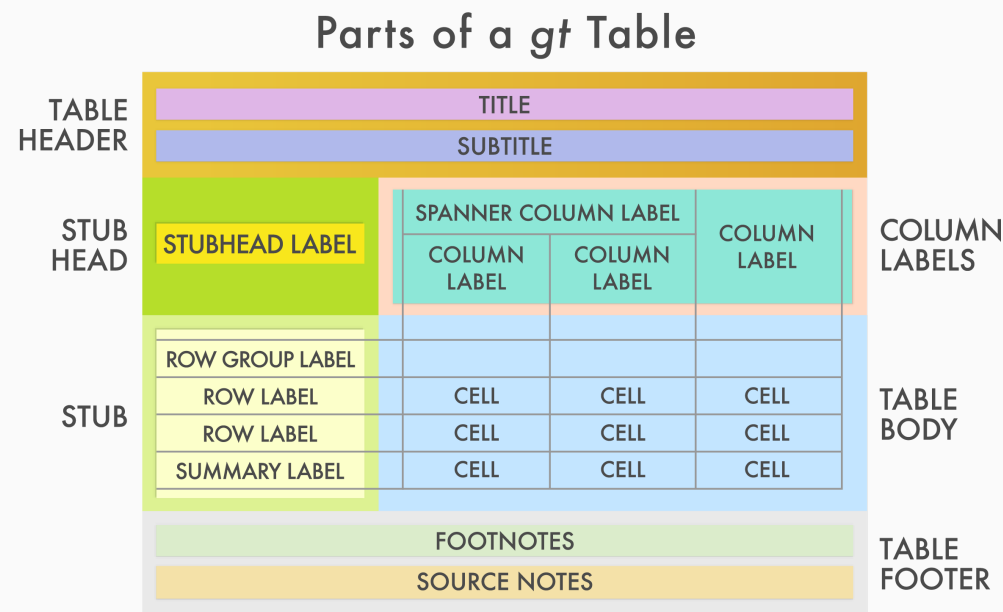 Parts of a gt Table
TABLE
HEADER
TITLE
SUBTITLE
STUB
HEAD
STUBHEAD LABEL
SPANNER COLUMN LABEL
COLUMN
LABEL
COLUMN
LABEL
COLUMN
LABEL
COLUMN
LABELS
STUB
ROW GROUP LABEL
ROW LABEL CELL CELL CELL
ROW LABEL CELL CELL CELL
SUMMARY LABEL CELL CELL CELL
TABLE
BODY
FOOTNOTES
SOURCE NOTES
TABLE
FOOTER